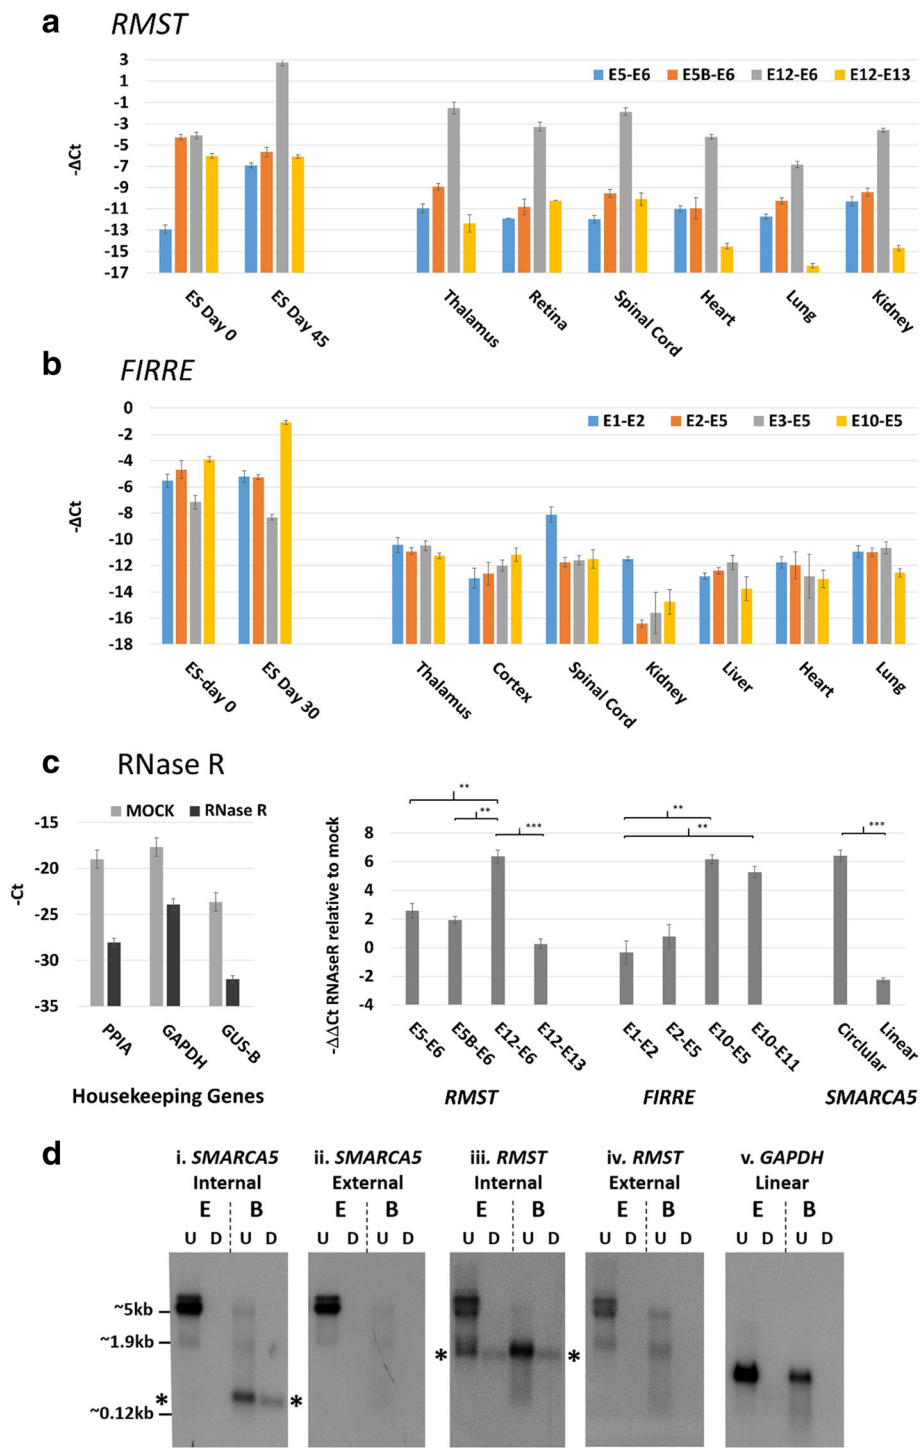 a RMST
3
1
-1
-3
-5
-7
-9
-11
-13
-15
-17
-ΔCt
E5-E6 E5B-E6 E12-E6 E12-E13
ES Day 0 ES Day 45 Thalamus Retina Spinal Cord Heart Lung Kidney
b FIRRE
0
-2
-4
-6
-8
-10
-12
-14
-16
-18
-ΔCt
E1-E2 E2-E5 E3-E5 E10-E5
ES-day 0 ES Day 30 Thalamus Cortex Spinal Cord Kidney Liver Heart Lung
c RNase R
MOCK RNase R
-15
-20
-25
-30
-35
-Ct
PPIA GAPDH GUS-B
Housekeeping Genes
-ΔΔCt RNAseR relative to mock
8
6
4
2
0
-2
-4
** ** *** ** ** ***
E5-E6 E5B-E6 E12-E6 E12-E13 E1-E2 E2-E5 E10-E5 E10-E11 Circlular Linear
RMST FIRRE SMARCA5
d
i. SMARCA5 ii. SMARCA5 iii. RMST iv. RMST v. GAPDH
Internal External Internal External Linear
E B E B E B E B E B
U D U D U D U D U D U D U D U D U D U D
~5kb
~1.9kb
* *
* *
~0.12kb